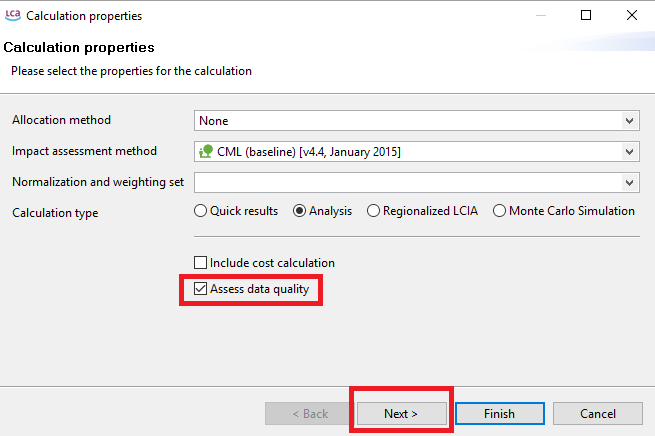 LCA Calculation properties
Calculation properties
Please select the properties for the calculation
Allocation method None
Impact assessment method CML (baseline) [v4.4, January 2015]
Normalization and weighting set
Calculation type Quick results Analysis Regionalized LCIA Monte Carlo Simulation
Include cost calculation
Assess data quality
< Back Next > Finish Cancel